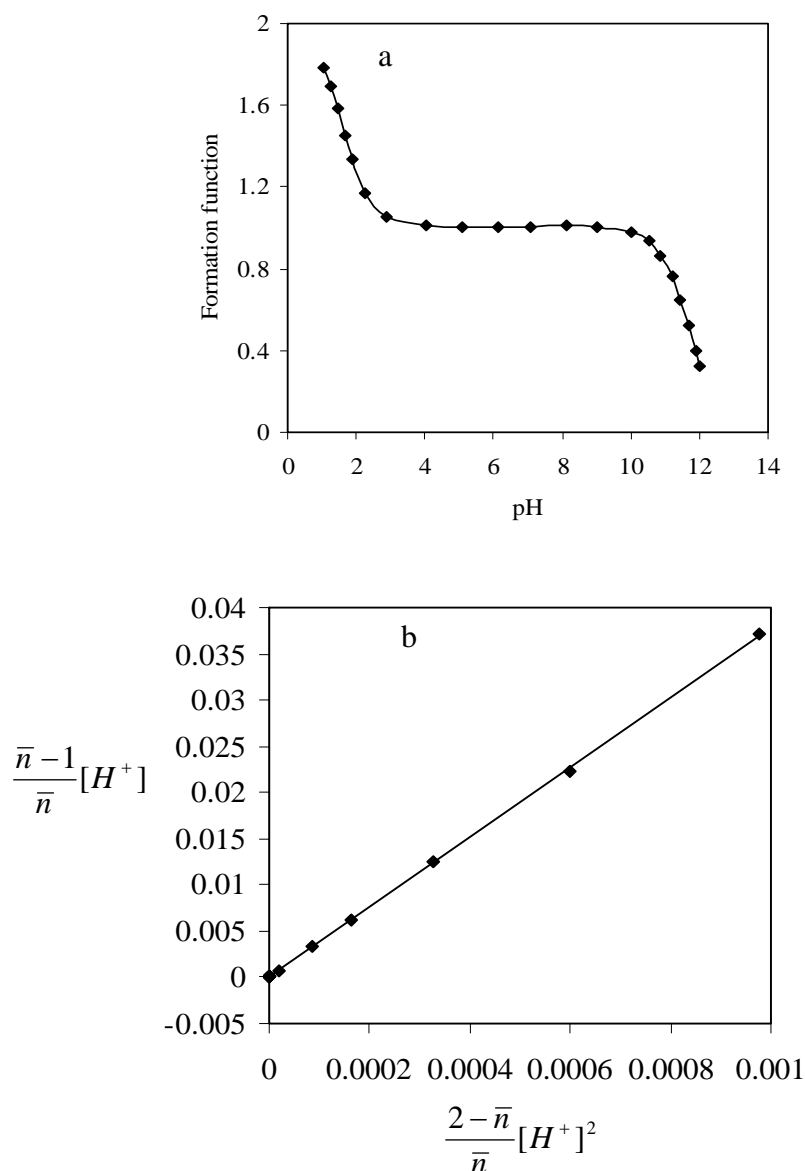 a
2
1.6
1.2
0.8
0.4
0
Formation function
0 2 4 6 8 10 12 14
pH
b
0.04
0.035
0.03
0.025
0.02
0.015
0.01
0.005
0
-0.005
n̅ − 1
n̅
[H⁺]
0 0.0002 0.0004 0.0006 0.0008 0.001
2 − n̅
n̅
[H⁺]²